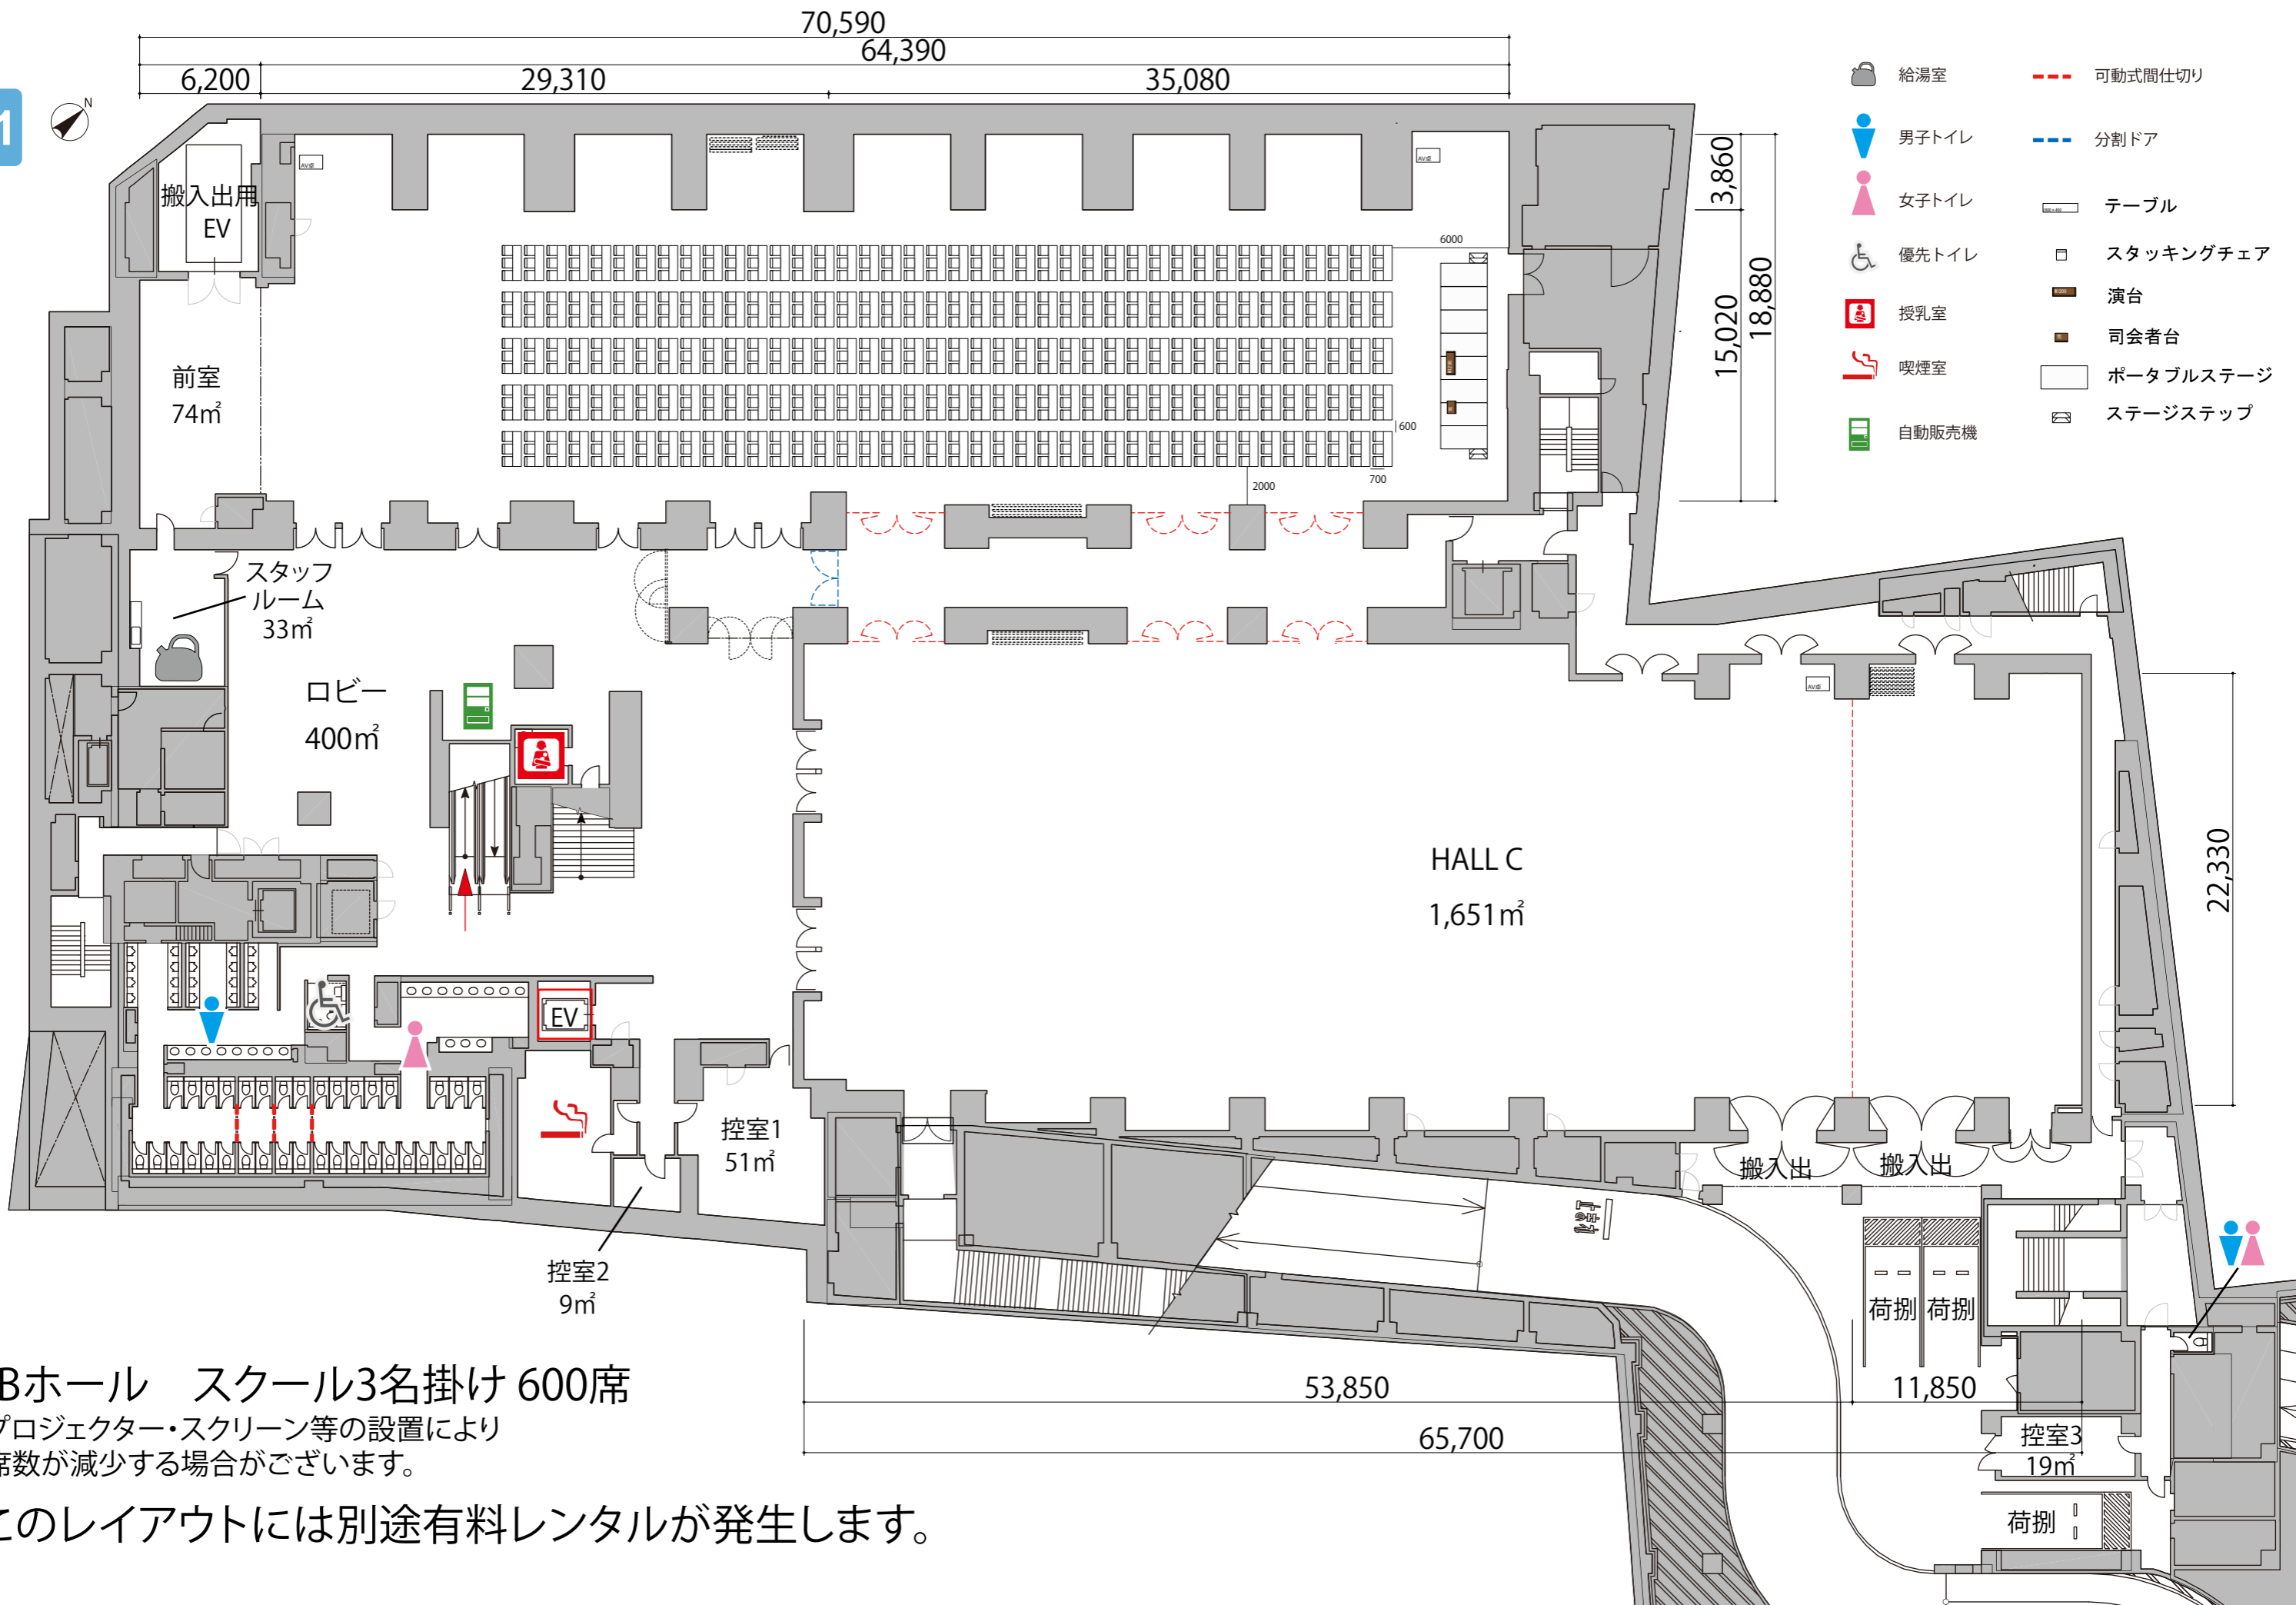 70,590
64,390
6,200
29,310
35,080
1
N
給湯室
可動式間仕切り
男子トイレ
分割ドア
女子トイレ
テーブル
優先トイレ
スタッキングチェア
演台
授乳室
司会者台
喫煙室
ポータブルステージ
ステージステップ
自動販売機
3,860
15,020
18,880
搬入出用
EV
AV卓
AV卓
6000
600
700
2000
前室
74㎡
スタッフ
ルーム
33㎡
ロビー
400㎡
AV卓
HALL C
1,651㎡
22,330
EV
控室1
51㎡
控室2
9㎡
搬入出
搬入出
荷捌
荷捌
53,850
11,850
65,700
控室3
19㎡
荷捌
Bホール　スクール3名掛け 600席
プロジェクター・スクリーン等の設置により
席数が減少する場合がございます。
このレイアウトには別途有料レンタルが発生します。